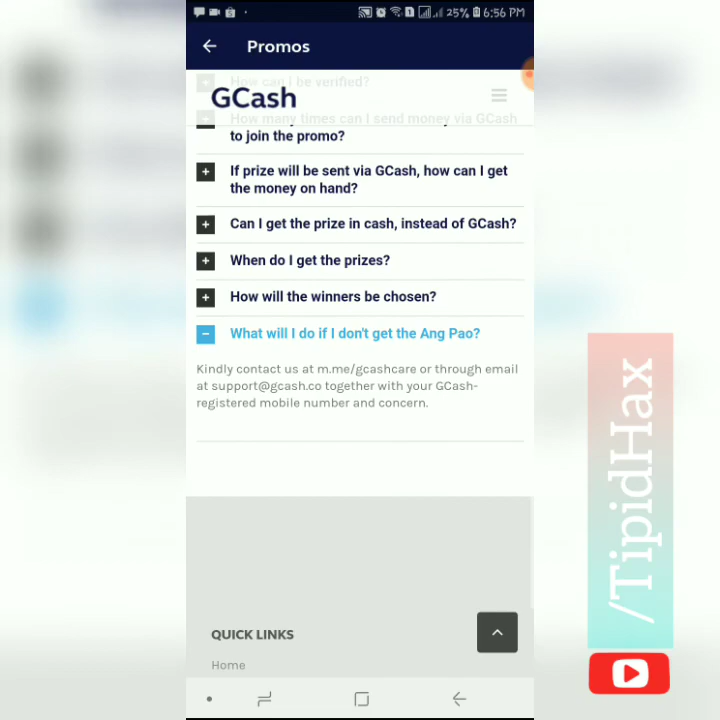 25% 6:56 PM
Promos
How can I be verified?
GCash
How many times can I send money via GCash
to join the promo?
If prize will be sent via GCash, how can I get
the money on hand?
Can I get the prize in cash, instead of GCash?
When do I get the prizes?
How will the winners be chosen?
What will I do if I don't get the Ang Pao?
Kindly contact us at m.me/gcashcare or through email
at support@gcash.co together with your GCash-
registered mobile number and concern.
QUICK LINKS
Home
/TipidHax